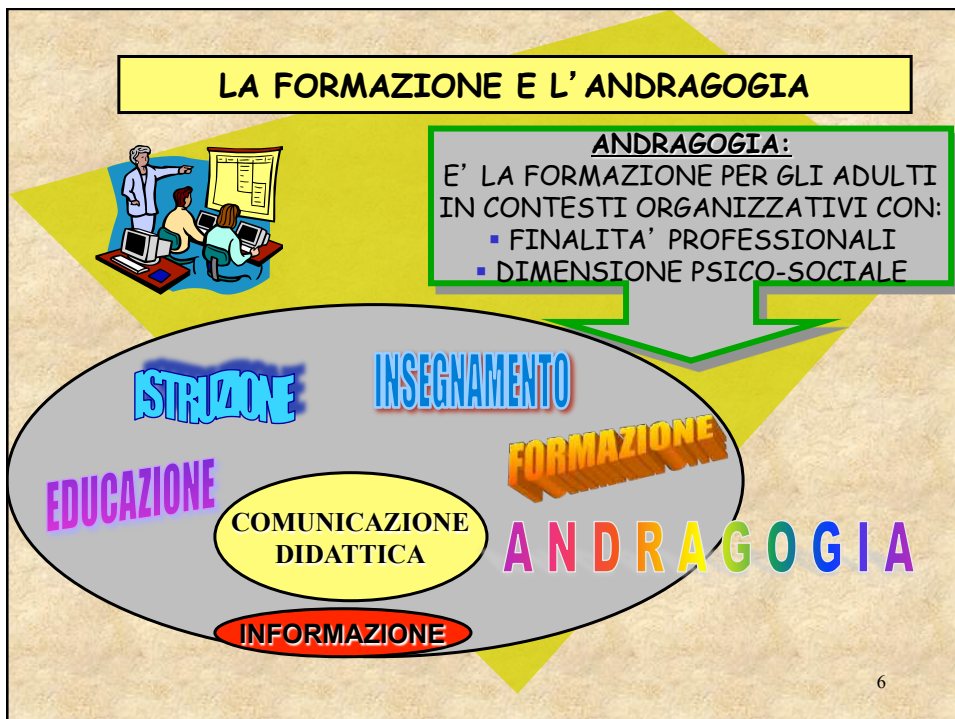 LA FORMAZIONE E L’ANDRAGOGIA
ANDRAGOGIA:
E’ LA FORMAZIONE PER GLI ADULTI
IN CONTESTI ORGANIZZATIVI CON:
▪ FINALITA’ PROFESSIONALI
▪ DIMENSIONE PSICO-SOCIALE
ISTRUZIONE
INSEGNAMENTO
FORMAZIONE
EDUCAZIONE
COMUNICAZIONE
DIDATTICA
ANDRAGOGIA
INFORMAZIONE
6